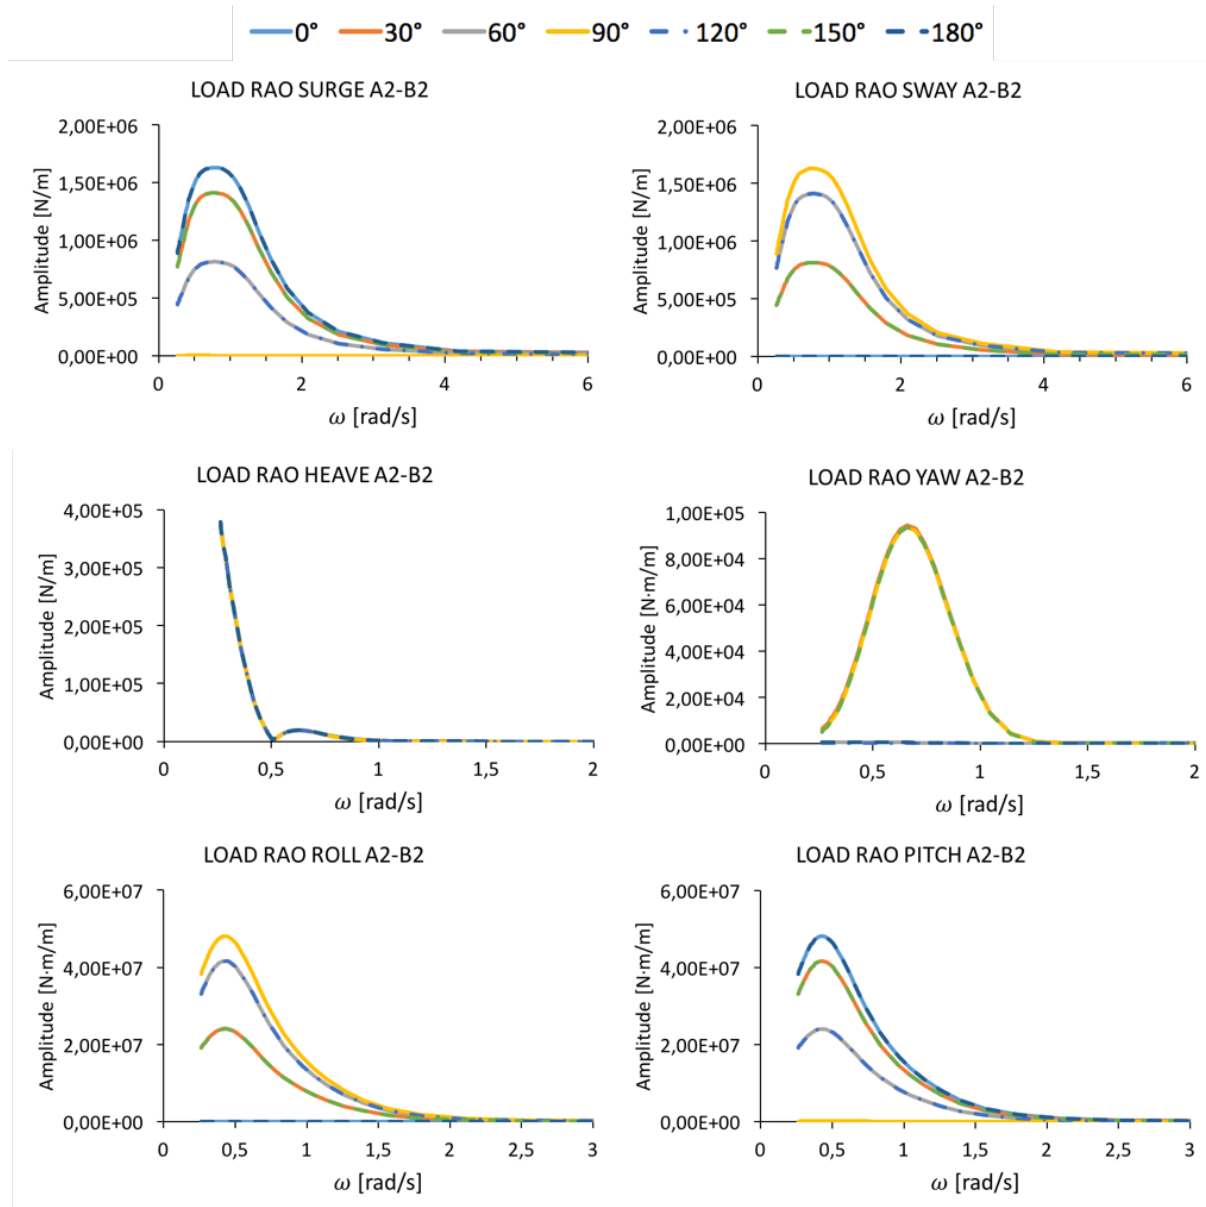 0° 30° 60° 90° 120° 150° 180°
LOAD RAO SURGE A2-B2
Amplitude [N/m]
2,00E+06
1,50E+06
1,00E+06
5,00E+05
0,00E+00
0 2 4 6
ω [rad/s]
LOAD RAO SWAY A2-B2
Amplitude [N/m]
2,00E+06
1,50E+06
1,00E+06
5,00E+05
0,00E+00
0 2 4 6
ω [rad/s]
LOAD RAO HEAVE A2-B2
Amplitude [N/m]
4,00E+05
3,00E+05
2,00E+05
1,00E+05
0,00E+00
0 0,5 1 1,5 2
ω [rad/s]
LOAD RAO YAW A2-B2
Amplitude [N·m/m]
1,00E+05
8,00E+04
6,00E+04
4,00E+04
2,00E+04
0,00E+00
0 0,5 1 1,5 2
ω [rad/s]
LOAD RAO ROLL A2-B2
Amplitude [N·m/m]
6,00E+07
4,00E+07
2,00E+07
0,00E+00
0 0,5 1 1,5 2 2,5 3
ω [rad/s]
LOAD RAO PITCH A2-B2
Amplitude [N·m/m]
6,00E+07
4,00E+07
2,00E+07
0,00E+00
0 0,5 1 1,5 2 2,5 3
ω [rad/s]